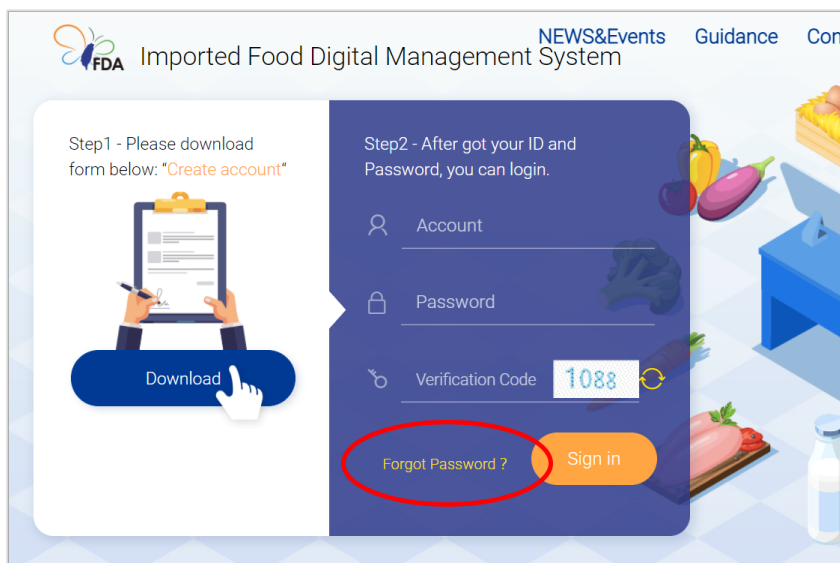 FDA
Imported Food Digital Management System
NEWS&Events
Guidance
Step1 - Please download
form below: “Create account“
Download
Step2 - After got your ID and
Password, you can login.
Account
Password
Verification Code
1088
Forgot Password ?
Sign in